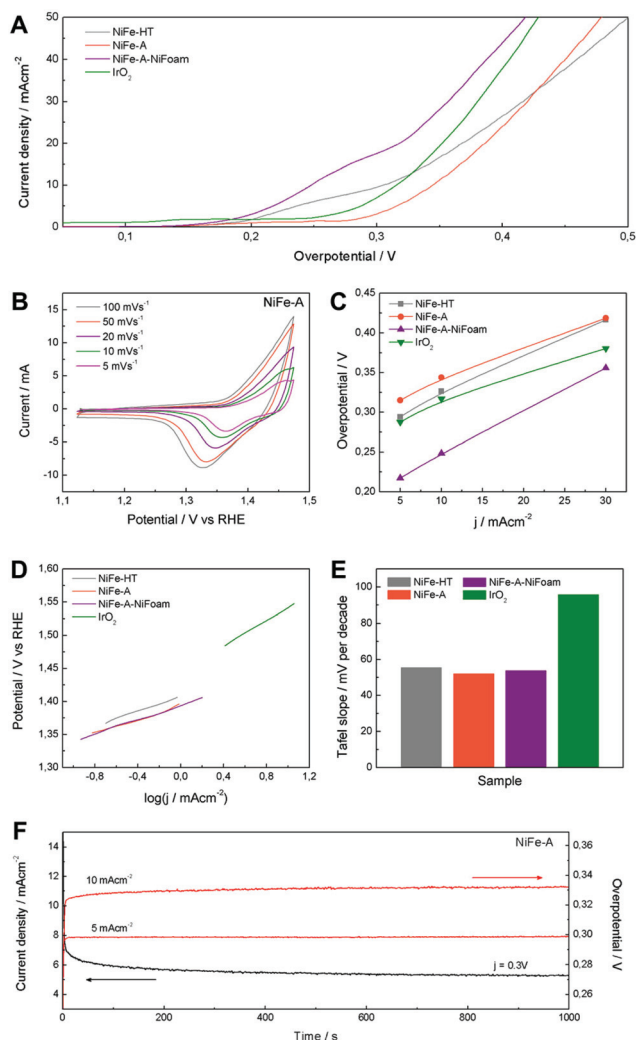 A
NiFe-HT
NiFe-A
NiFe-A-NiFoam
IrO₂
Current density / mAcm⁻²
50
40
30
20
10
0
0,1
0,2
0,3
0,4
0,5
Overpotential / V
B
NiFe-A
100 mVs⁻¹
50 mVs⁻¹
20 mVs⁻¹
10 mVs⁻¹
5 mVs⁻¹
Current / mA
15
10
5
0
-5
-10
1,1
1,2
1,3
1,4
1,5
Potential / V vs RHE
C
NiFe-HT
NiFe-A
NiFe-A-NiFoam
IrO₂
Overpotential / V
0,45
0,40
0,35
0,30
0,25
0,20
5
10
15
20
25
30
j / mAcm⁻²
D
NiFe-HT
NiFe-A
NiFe-A-NiFoam
IrO₂
Potential / V vs RHE
1,60
1,55
1,50
1,45
1,40
1,35
1,30
-0,8
-0,4
0,0
0,4
0,8
1,2
log(j / mAcm⁻²)
E
NiFe-HT
NiFe-A
NiFe-A-NiFoam
IrO₂
Tafel slope / mV per decade
100
80
60
40
20
0
Sample
F
NiFe-A
10 mAcm⁻²
5 mAcm⁻²
j = 0.3V
Current density / mAcm⁻²
14
12
10
8
6
4
0
200
400
600
800
1000
Time / s
0,36
0,34
0,32
0,30
0,28
0,26
Overpotential / V